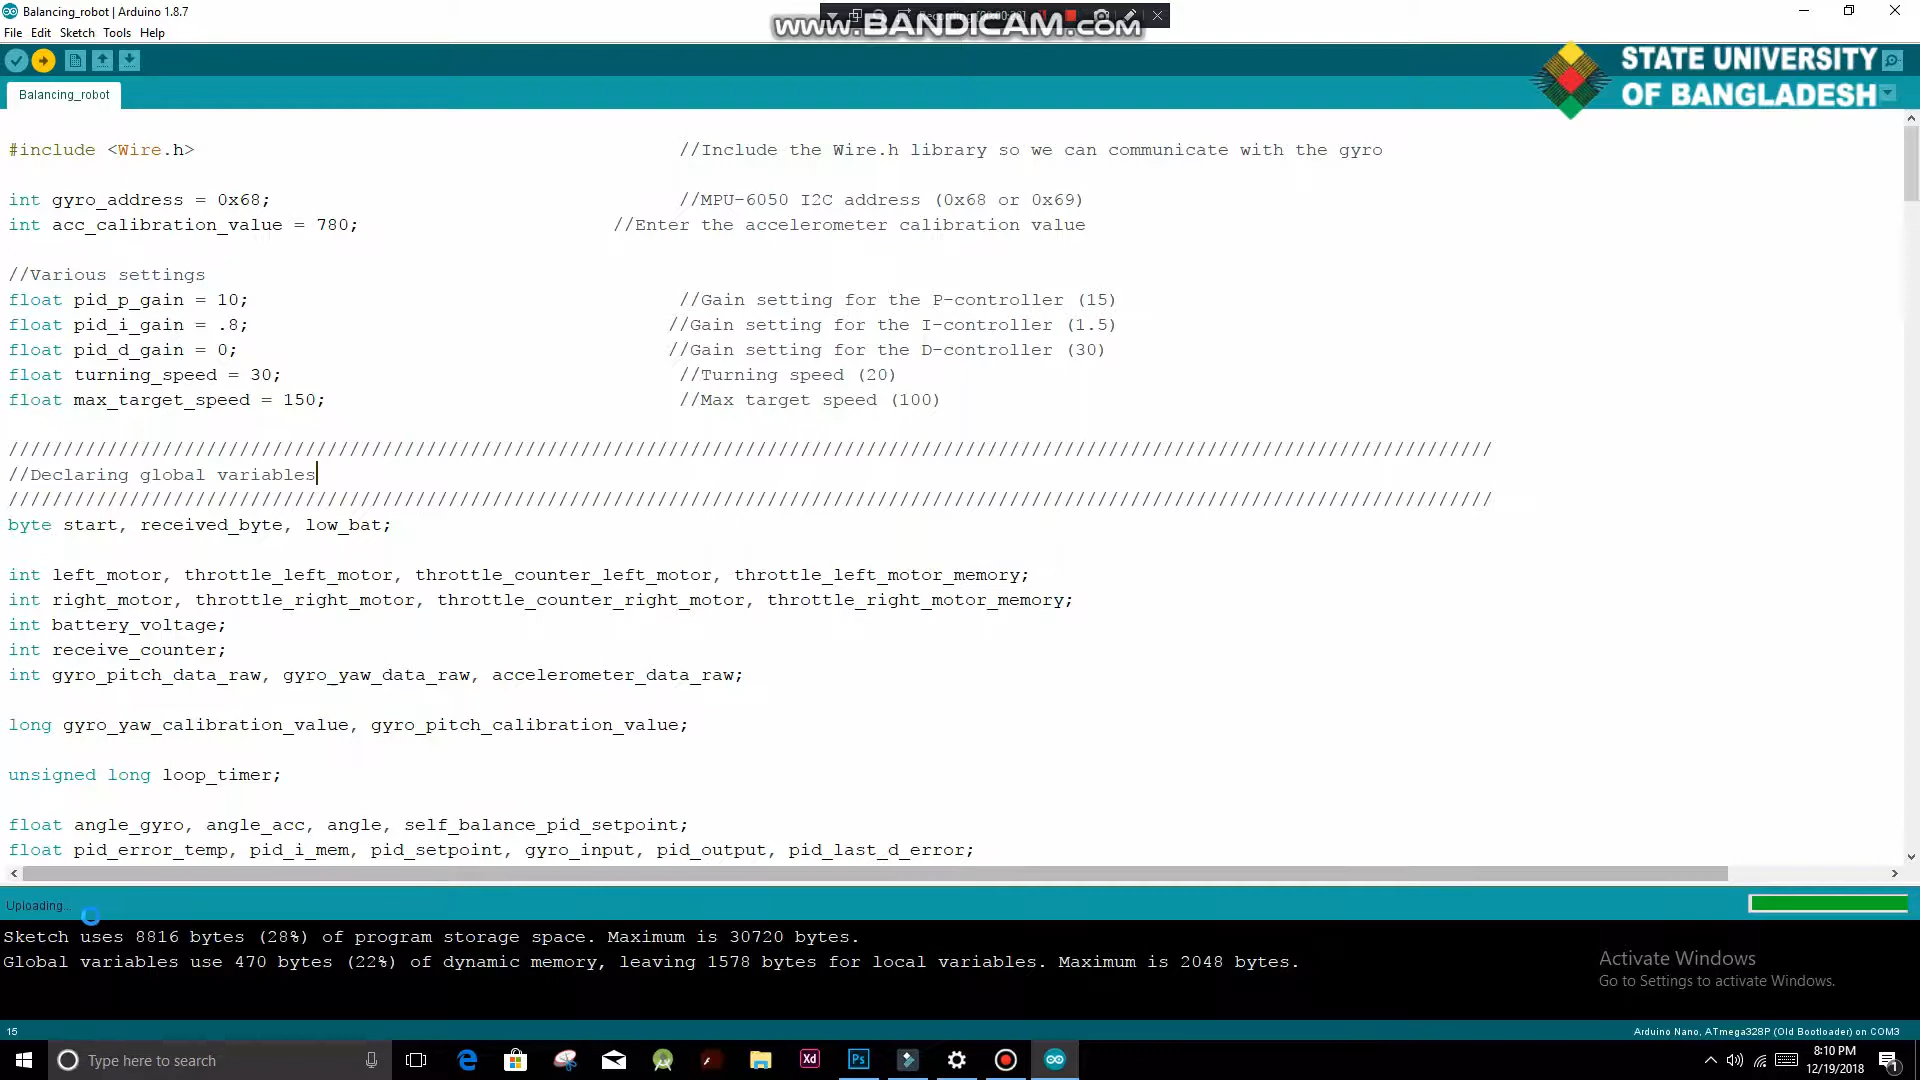 Balancing_robot | Arduino 1.8.7
www.BANDICAM.com
File Edit Sketch Tools Help
STATE UNIVERSITY
OF BANGLADESH
Balancing_robot
#include <Wire.h> //Include the Wire.h library so we can communicate with the gyro
int gyro_address = 0x68; //MPU-6050 I2C address (0x68 or 0x69)
int acc_calibration_value = 780; //Enter the accelerometer calibration value
//Various settings
float pid_p_gain = 10; //Gain setting for the P-controller (15)
float pid_i_gain = .8; //Gain setting for the I-controller (1.5)
float pid_d_gain = 0; //Gain setting for the D-controller (30)
float turning_speed = 30; //Turning speed (20)
float max_target_speed = 150; //Max target speed (100)
///////////////////////////////////////////////////////////////////////////////////////////////////////////////////////////////////////
//Declaring global variables
///////////////////////////////////////////////////////////////////////////////////////////////////////////////////////////////////////
byte start, received_byte, low_bat;
int left_motor, throttle_left_motor, throttle_counter_left_motor, throttle_left_motor_memory;
int right_motor, throttle_right_motor, throttle_counter_right_motor, throttle_right_motor_memory;
int battery_voltage;
int receive_counter;
int gyro_pitch_data_raw, gyro_yaw_data_raw, accelerometer_data_raw;
long gyro_yaw_calibration_value, gyro_pitch_calibration_value;
unsigned long loop_timer;
float angle_gyro, angle_acc, angle, self_balance_pid_setpoint;
float pid_error_temp, pid_i_mem, pid_setpoint, gyro_input, pid_output, pid_last_d_error;
Uploading...
Sketch uses 8816 bytes (28%) of program storage space. Maximum is 30720 bytes.
Global variables use 470 bytes (22%) of dynamic memory, leaving 1578 bytes for local variables. Maximum is 2048 bytes.
Activate Windows
Go to Settings to activate Windows.
15
Arduino Nano, ATmega328P (Old Bootloader) on COM3
Type here to search
Xd
Ps
8:10 PM
12/19/2018
1